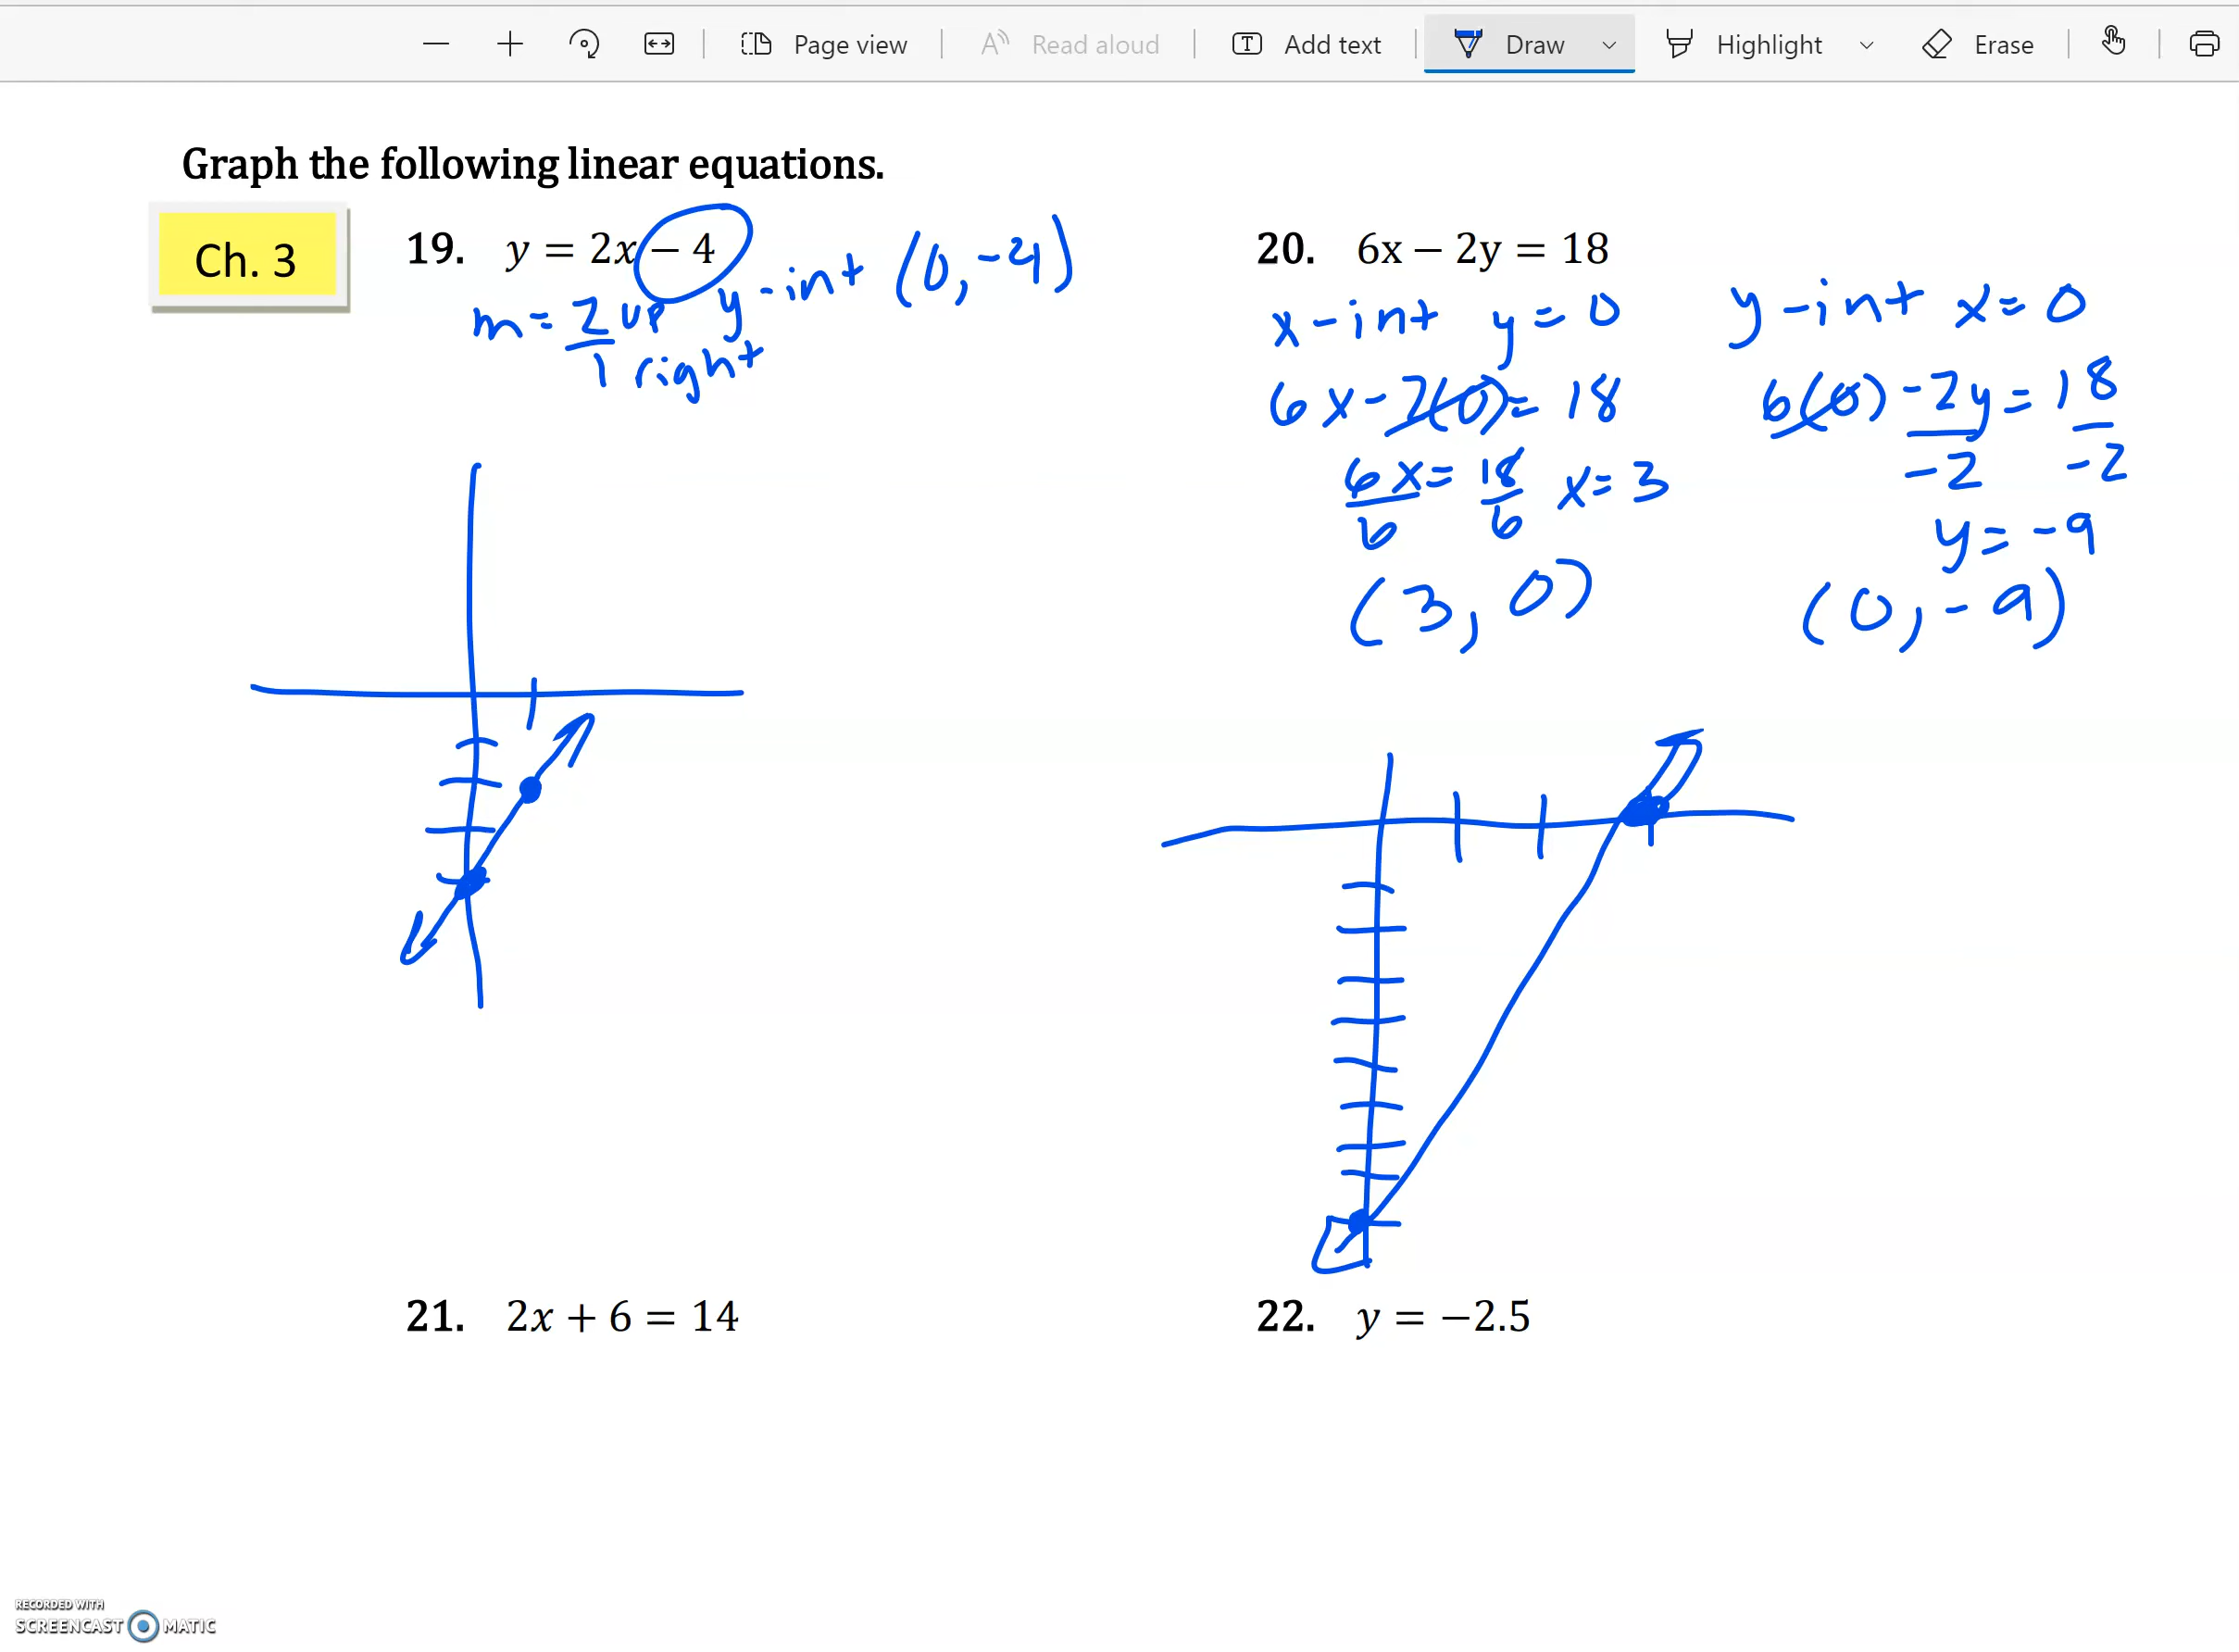 Page view Read aloud Add text Draw Highlight Erase
Graph the following linear equations.
Ch. 3
19. y = 2x − 4
y-int (0, -4)
m = 2/1 up right
20. 6x − 2y = 18
x-int y = 0
6x - 2(0) = 18
6x/6 = 18/6 x = 3
(3, 0)
y-int x = 0
6(0) - 2y = 18
-2 -2
y = -9
(0, -9)
21. 2x + 6 = 14
22. y = −2.5
RECORDED WITH
SCREENCAST MATIC